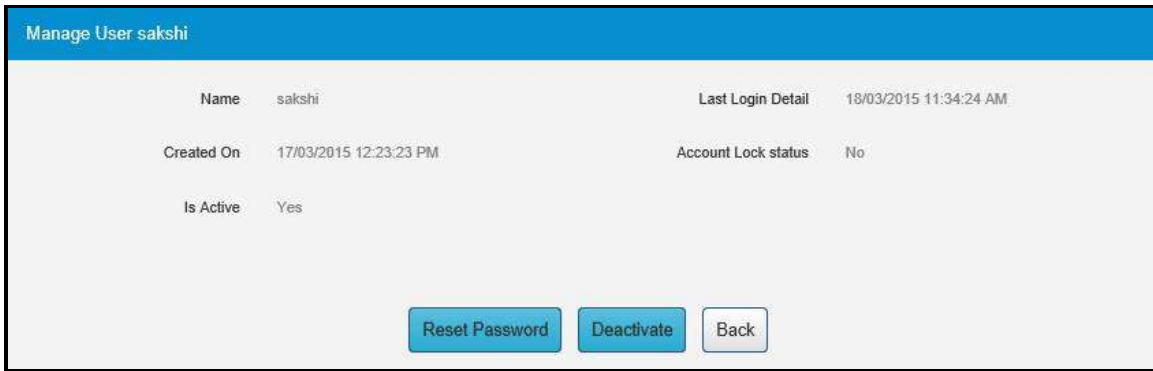 Manage User sakshi
Name sakshi Last Login Detail 18/03/2015 11:34:24 AM
Created On 17/03/2015 12:23:23 PM Account Lock status No
Is Active Yes
Reset Password Deactivate Back